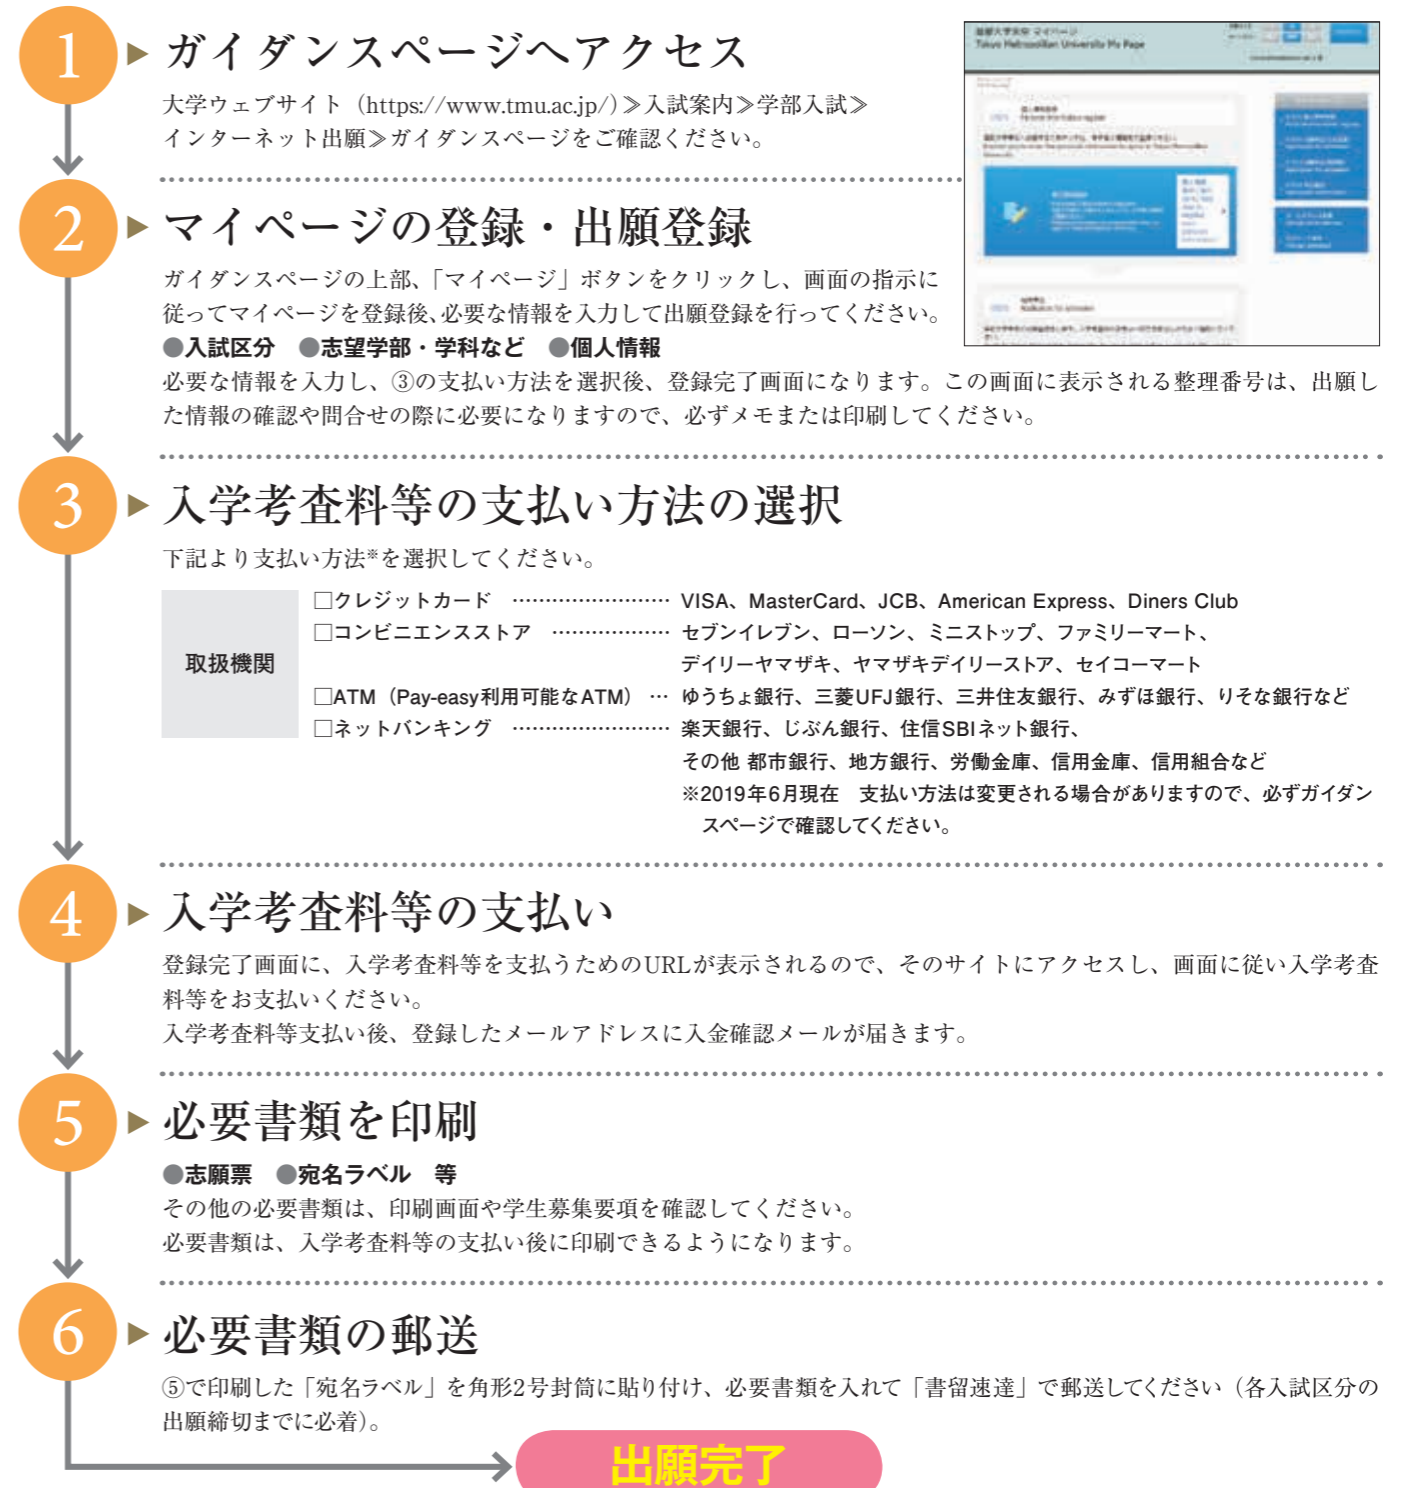 1
ガイダンスページへアクセス
大学ウェブサイト（https://www.tmu.ac.jp/）≫入試案内≫学部入試≫
インターネット出願≫ガイダンスページをご確認ください。
首都大学東京 マイページ
Tokyo Metropolitan University My Page
2
マイページの登録・出願登録
ガイダンスページの上部、「マイページ」ボタンをクリックし、画面の指示に
従ってマイページを登録後、必要な情報を入力して出願登録を行ってください。
●入試区分　●志望学部・学科など　●個人情報
必要な情報を入力し、③の支払い方法を選択後、登録完了画面になります。この画面に表示される整理番号は、出願し
た情報の確認や問合せの際に必要になりますので、必ずメモまたは印刷してください。
3
入学考査料等の支払い方法の選択
下記より支払い方法※を選択してください。
取扱機関
□クレジットカード ……………………… VISA、MasterCard、JCB、American Express、Diners Club
□コンビニエンスストア ……………… セブンイレブン、ローソン、ミニストップ、ファミリーマート、
デイリーヤマザキ、ヤマザキデイリーストア、セイコーマート
□ATM（Pay-easy利用可能なATM） … ゆうちょ銀行、三菱UFJ銀行、三井住友銀行、みずほ銀行、りそな銀行など
□ネットバンキング ……………………… 楽天銀行、じぶん銀行、住信SBIネット銀行、
その他 都市銀行、地方銀行、労働金庫、信用金庫、信用組合など
※2019年6月現在　支払い方法は変更される場合がありますので、必ずガイダン
スページで確認してください。
4
入学考査料等の支払い
登録完了画面に、入学考査料等を支払うためのURLが表示されるので、そのサイトにアクセスし、画面に従い入学考査
料等をお支払いください。
入学考査料等支払い後、登録したメールアドレスに入金確認メールが届きます。
5
必要書類を印刷
●志願票　●宛名ラベル　等
その他の必要書類は、印刷画面や学生募集要項を確認してください。
必要書類は、入学考査料等の支払い後に印刷できるようになります。
6
必要書類の郵送
⑤で印刷した「宛名ラベル」を角形2号封筒に貼り付け、必要書類を入れて「書留速達」で郵送してください（各入試区分の
出願締切までに必着）。
出願完了